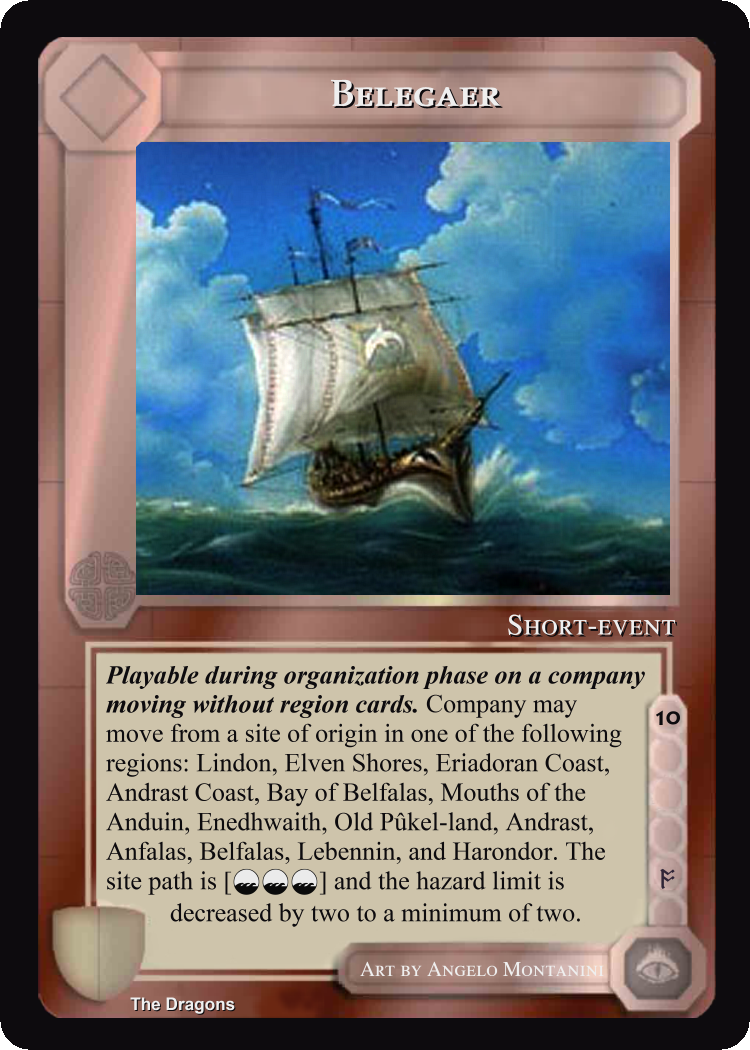 Belegaer
Short-event
Playable during organization phase on a company
moving without region cards. Company may
move from a site of origin in one of the following
regions: Lindon, Elven Shores, Eriadoran Coast,
Andrast Coast, Bay of Belfalas, Mouths of the
Anduin, Enedhwaith, Old Pûkel-land, Andrast,
Anfalas, Belfalas, Lebennin, and Harondor. The
site path is [ ] and the hazard limit is
decreased by two to a minimum of two.
10
ᚩ
Art by Angelo Montanini
The Dragons